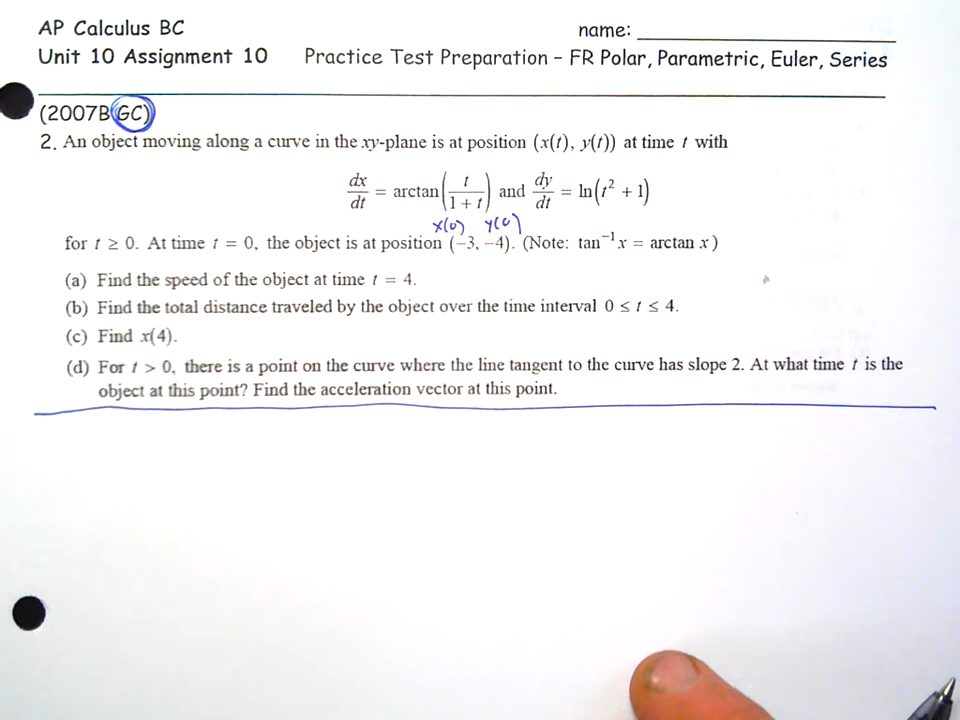 AP Calculus BC name: ____________
Unit 10 Assignment 10 Practice Test Preparation – FR Polar, Parametric, Euler, Series
(2007B GC)
2. An object moving along a curve in the xy-plane is at position (x(t), y(t)) at time t with
dx/dt = arctan(t/(1 + t)) and dy/dt = ln(t² + 1)
x(0) y(0)
for t ≥ 0. At time t = 0, the object is at position (−3, −4). (Note: tan⁻¹x = arctan x)
(a) Find the speed of the object at time t = 4.
(b) Find the total distance traveled by the object over the time interval 0 ≤ t ≤ 4.
(c) Find x(4).
(d) For t > 0, there is a point on the curve where the line tangent to the curve has slope 2. At what time t is the
object at this point? Find the acceleration vector at this point.